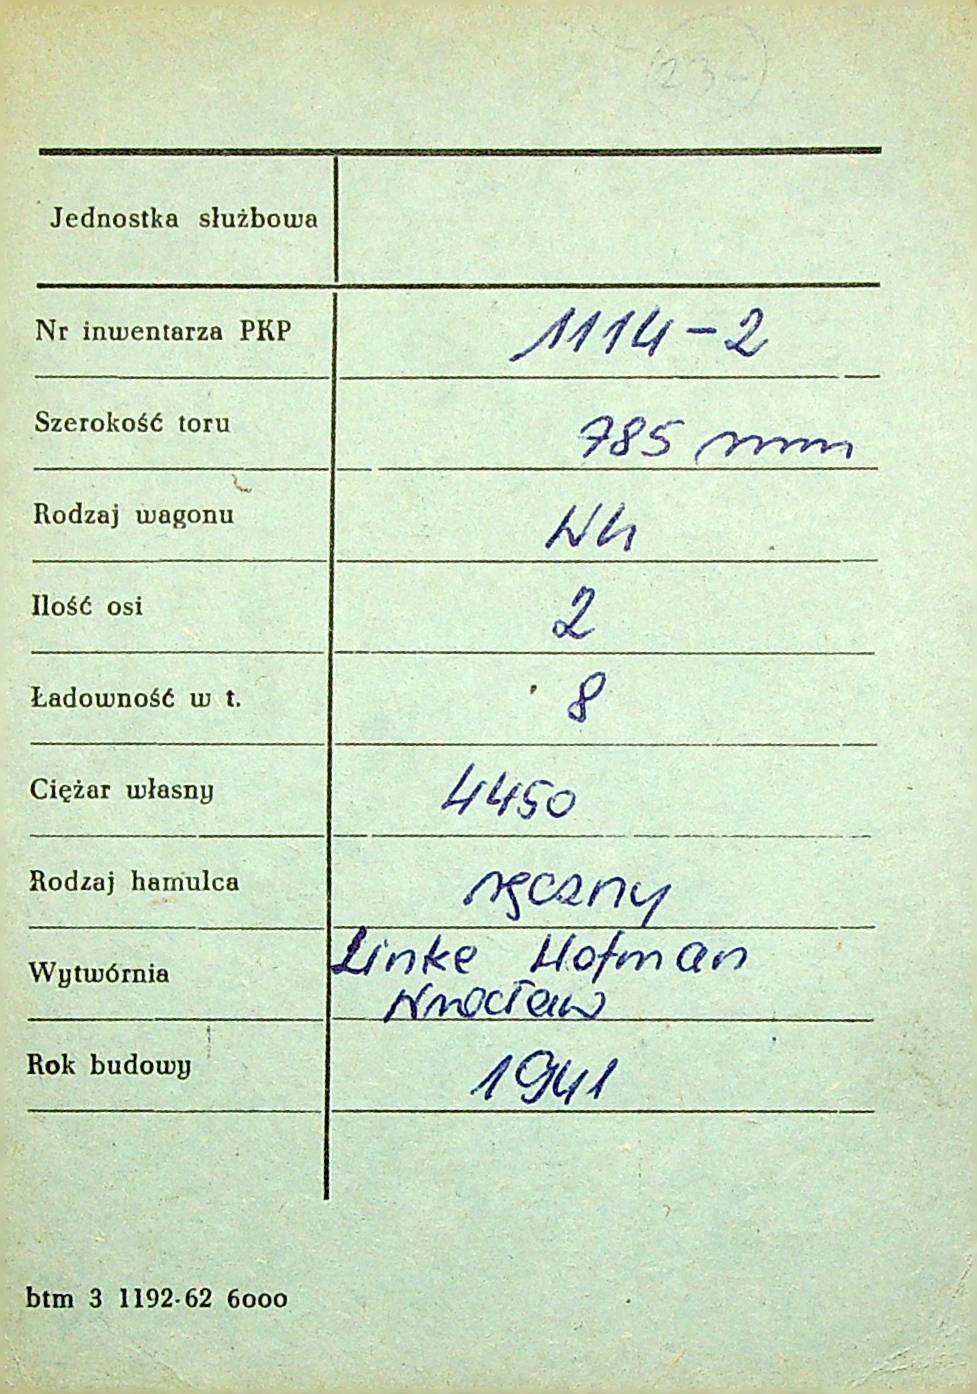 23-
Jednostka służbowa
Nr inwentarza PKP 1114-2
Szerokość toru 785 mm
Rodzaj wagonu Wh
Ilość osi 2
Ładowność w t. 8
Ciężar własny 4450
Rodzaj hamulca ręczny
Wytwórnia Linke Hofman
Wrocław
Rok budowy 1941
btm 3 1192-62 6000